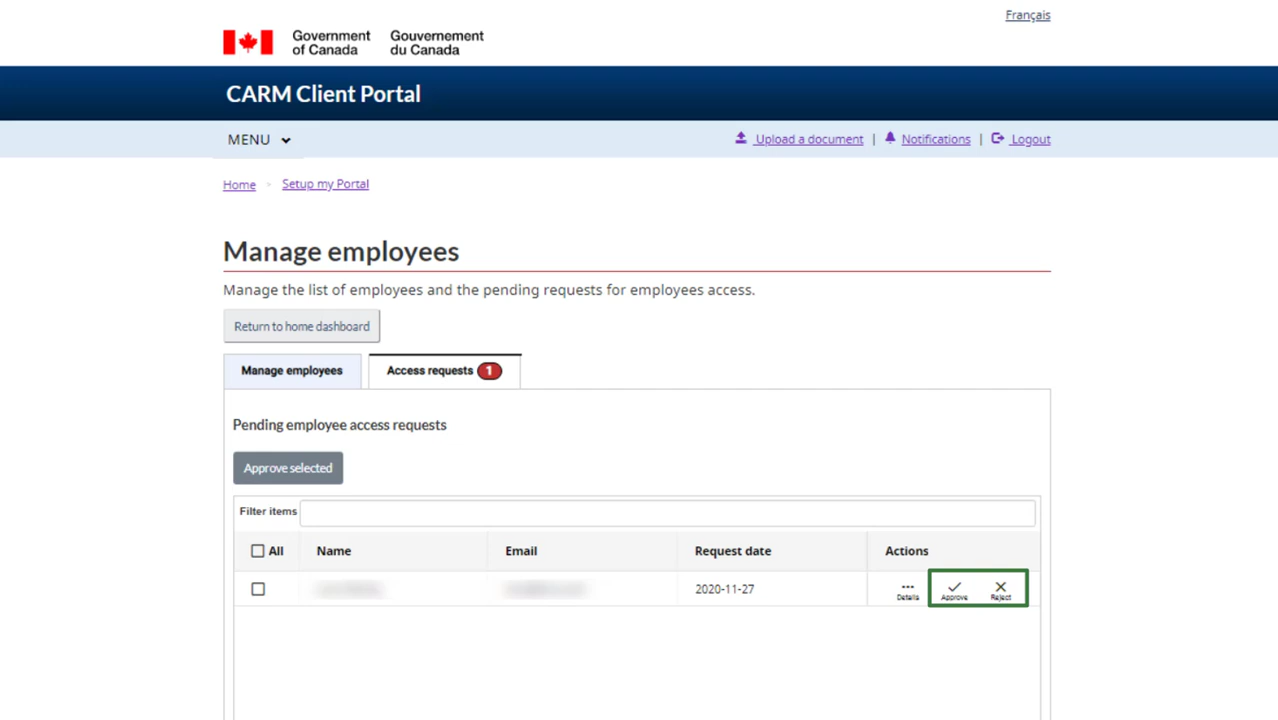 Français
Government of Canada
Gouvernement du Canada
CARM Client Portal
MENU
Upload a document | Notifications | Logout
Home
Setup my Portal
Manage employees
Manage the list of employees and the pending requests for employees access.
Return to home dashboard
Manage employees
Access requests 1
Pending employee access requests
Approve selected
Filter items
All Name Email Request date Actions
2020-11-27 Details Approve Reject